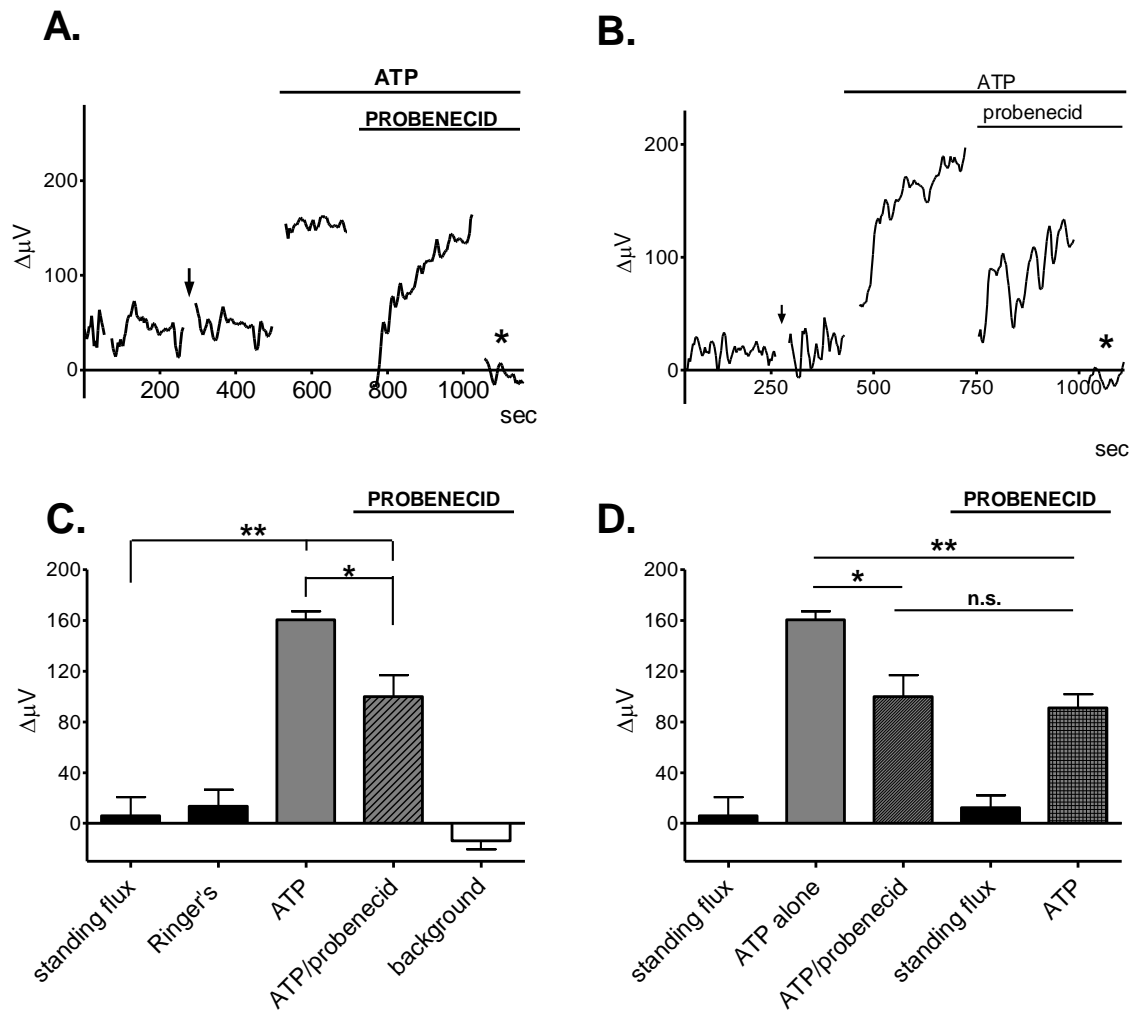 A.
ATP
PROBENECID
200
100
0
ΔµV
200
400
600
800
1000
sec
*
B.
ATP
probenecid
200
100
0
ΔµV
250
500
750
1000
sec
*
C.
PROBENECID
**
*
200
160
120
80
40
0
ΔµV
standing flux
Ringer's
ATP
ATP/probenecid
background
D.
PROBENECID
**
*
n.s.
200
160
120
80
40
0
ΔµV
standing flux
ATP alone
ATP/probenecid
standing flux
ATP